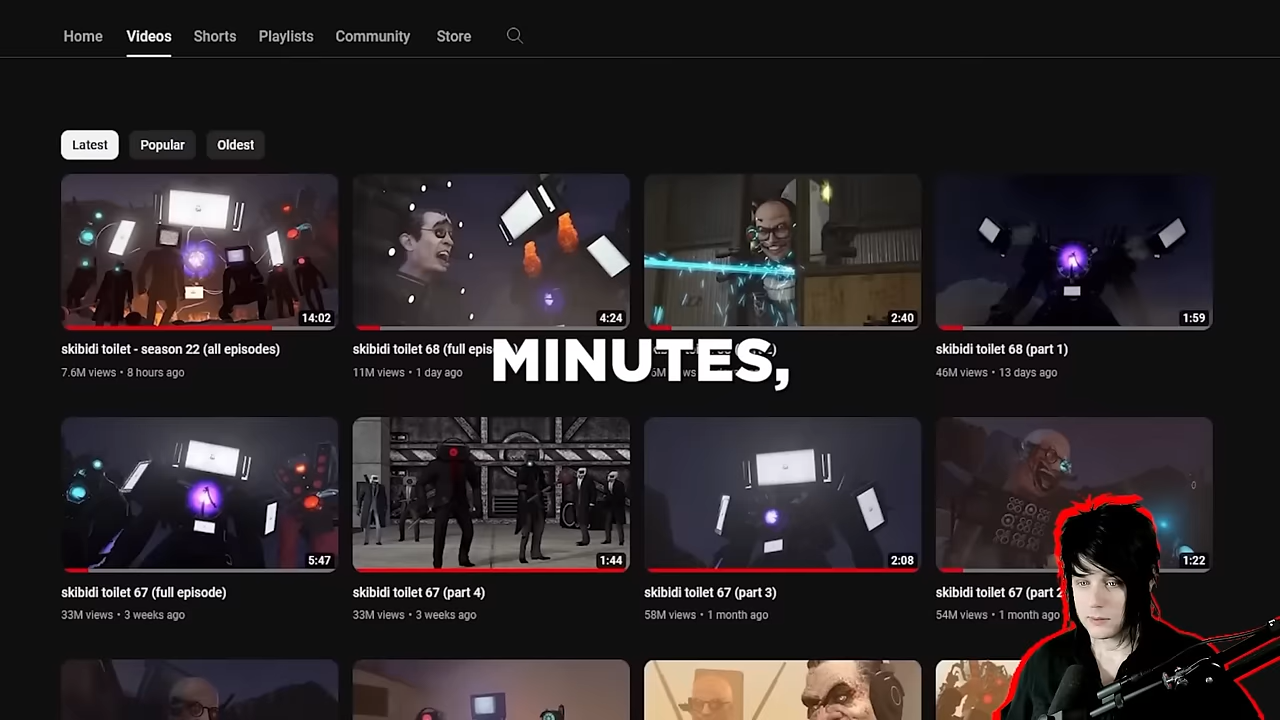 Home Videos Shorts Playlists Community Store
Latest Popular Oldest
14:02 4:24 2:40 1:59
skibidi toilet - season 22 (all episodes) skibidi toilet 68 (full skibidi toilet 68 (part 1)
7.6M views • 8 hours ago 11M views • 1 day ago ago 46M views • 13 days ago
MINUTES,
5:47 1:44 2:08 1:22
skibidi toilet 67 (full episode) skibidi toilet 67 (part 4) skibidi toilet 67 (part 3) skibidi toilet 67 (part 2
33M views • 3 weeks ago 33M views • 3 weeks ago 58M views • 1 month ago 54M views • 1 month ago